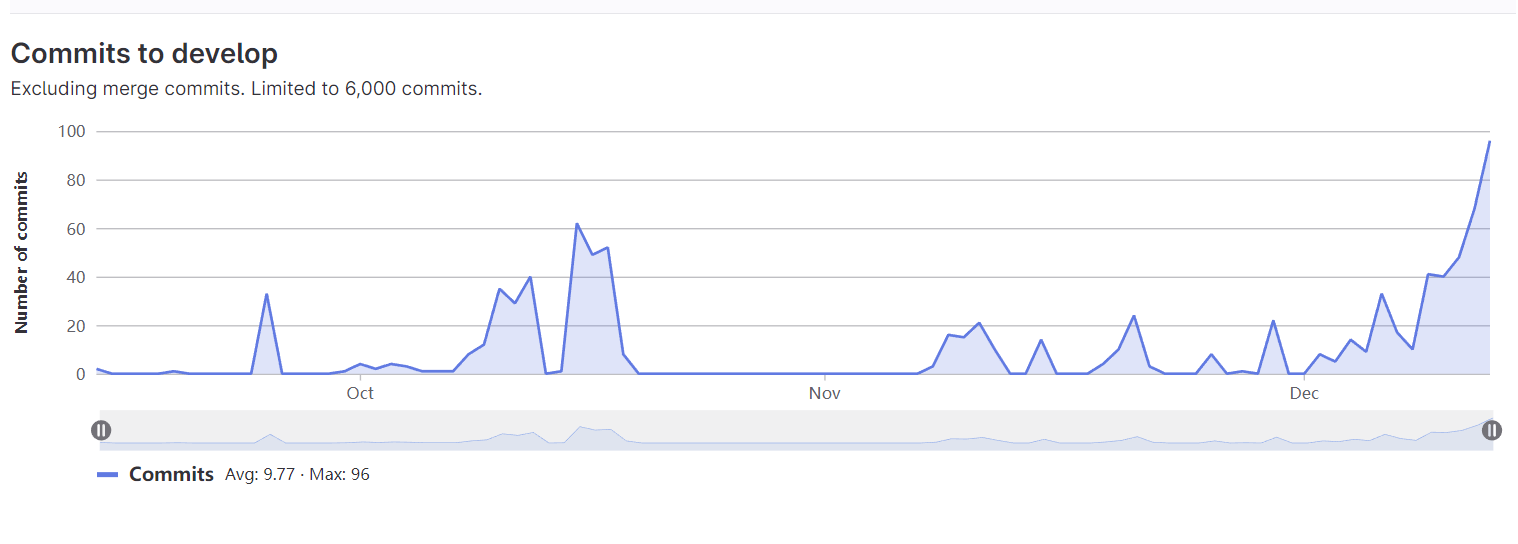 Commits to develop
Excluding merge commits. Limited to 6,000 commits.
Number of commits
100
80
60
40
20
0
Oct
Nov
Dec
Commits Avg: 9.77 · Max: 96